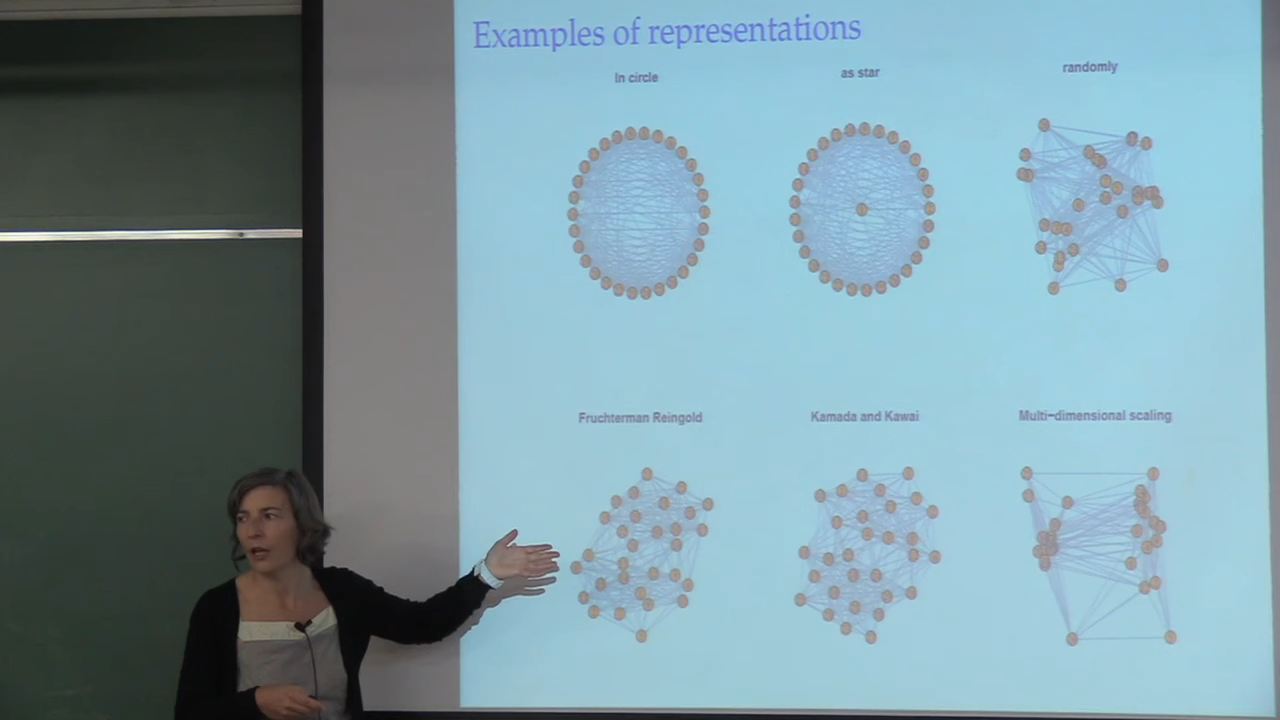 Examples of representations
In circle
as star
randomly
Fruchterman Reingold
Kamada and Kawai
Multi-dimensional scaling